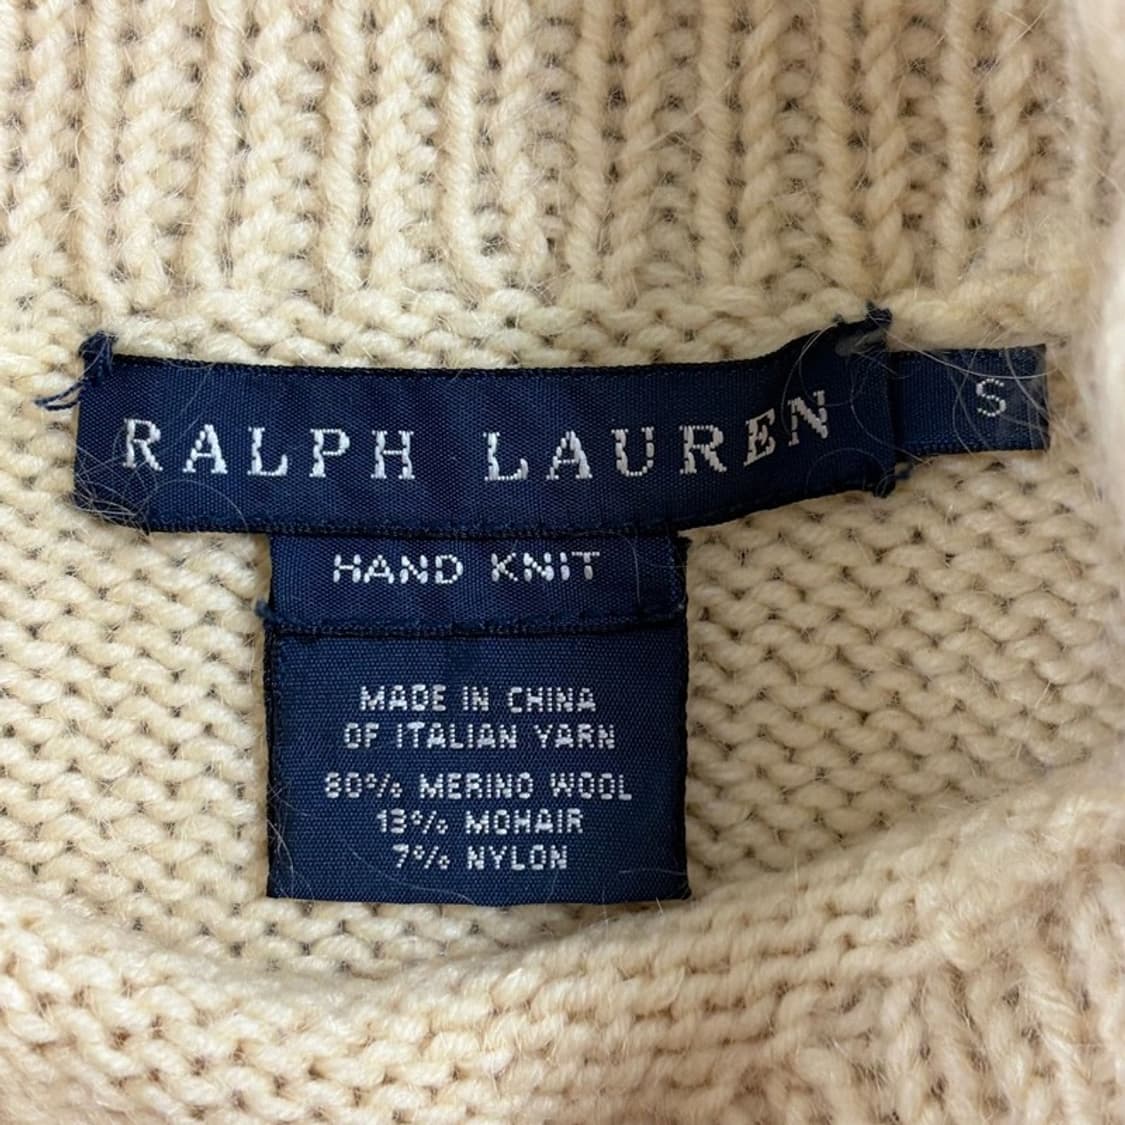 RALPH LAUREN
S
HAND KNIT
MADE IN CHINA
OF ITALIAN YARN
80% MERINO WOOL
13% MOHAIR
7% NYLON